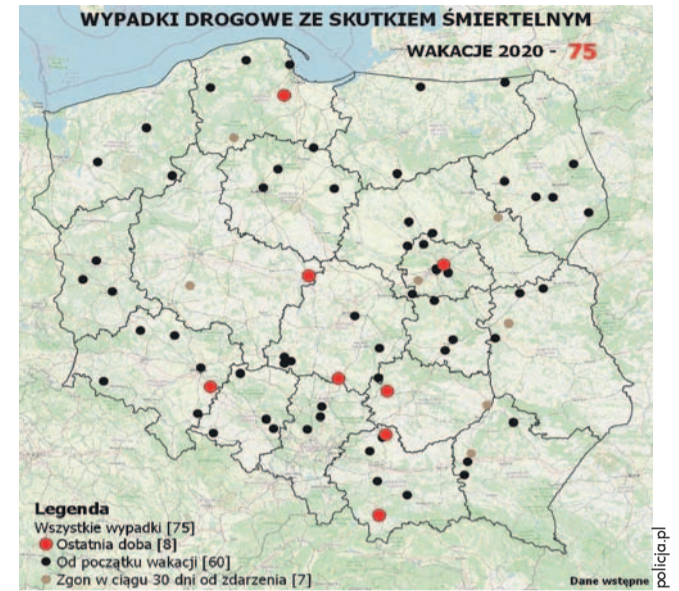 WYPADKI DROGOWE ZE SKUTKIEM ŚMIERTELNYM
WAKACJE 2020 - 75
Legenda
Wszystkie wypadki [75]
Ostatnia doba [8]
Od początku wakacji [60]
Zgon w ciągu 30 dni od zdarzenia [7]
Dane wstępne
policja.pl